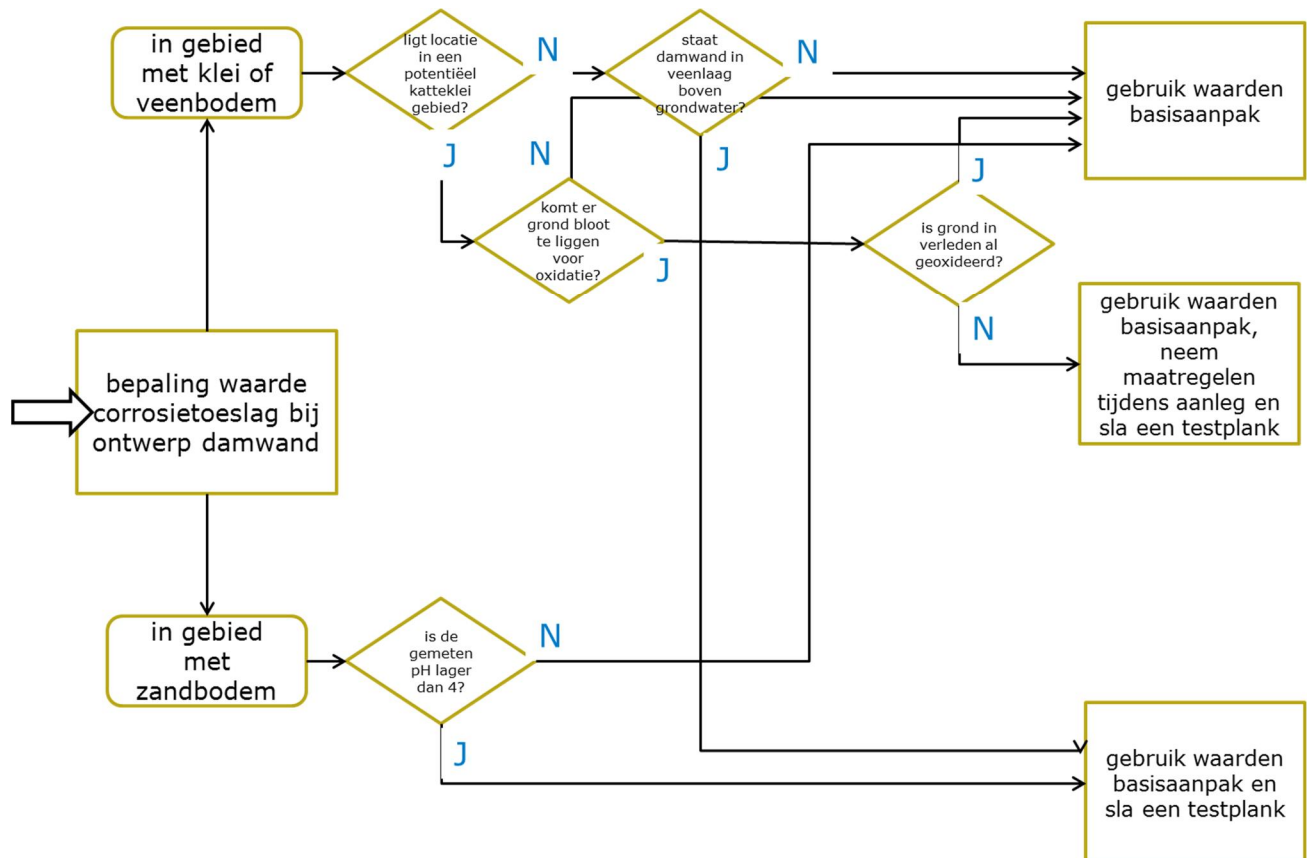 in gebied
met klei of
veenbodem
ligt locatie
in een
potentiëel
katteklei
gebied?
N
J
staat
damwand in
veenlaag
boven
grondwater?
N
J
gebruik waarden
basisaanpak
N
komt er
grond bloot
te liggen
voor
oxidatie?
J
J
is grond in
verleden al
geoxideerd?
N
gebruik waarden
basisaanpak,
neem
maatregelen
tijdens aanleg en
sla een testplank
bepaling waarde
corrosietoeslag bij
ontwerp damwand
in gebied
met
zandbodem
is de
gemeten
pH lager
dan 4?
N
J
gebruik waarden
basisaanpak en
sla een testplank